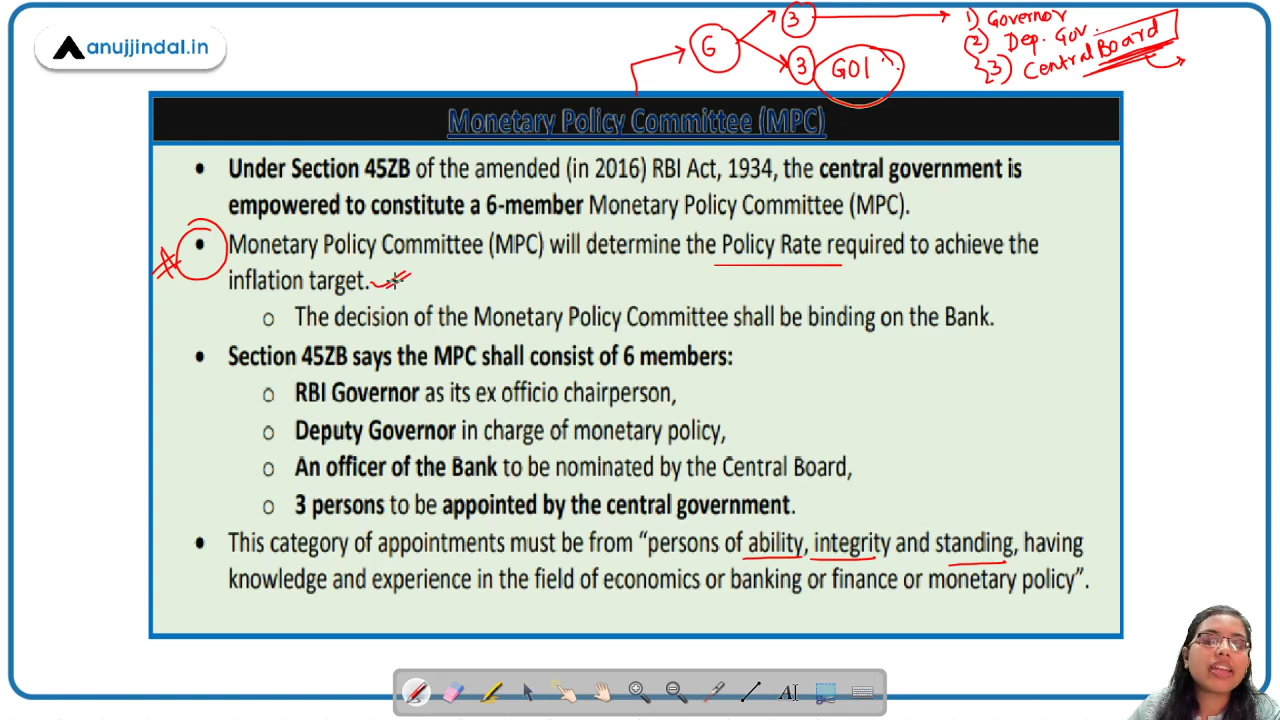 anujjindal.in
6
3
3
GOI
1) Governor
2) Dep. Gov.
3) Central Board
Monetary Policy Committee (MPC)
• Under Section 45ZB of the amended (in 2016) RBI Act, 1934, the central government is
empowered to constitute a 6-member Monetary Policy Committee (MPC).
• Monetary Policy Committee (MPC) will determine the Policy Rate required to achieve the
inflation target.
o The decision of the Monetary Policy Committee shall be binding on the Bank.
• Section 45ZB says the MPC shall consist of 6 members:
o RBI Governor as its ex officio chairperson,
o Deputy Governor in charge of monetary policy,
o An officer of the Bank to be nominated by the Central Board,
o 3 persons to be appointed by the central government.
• This category of appointments must be from “persons of ability, integrity and standing, having
knowledge and experience in the field of economics or banking or finance or monetary policy”.